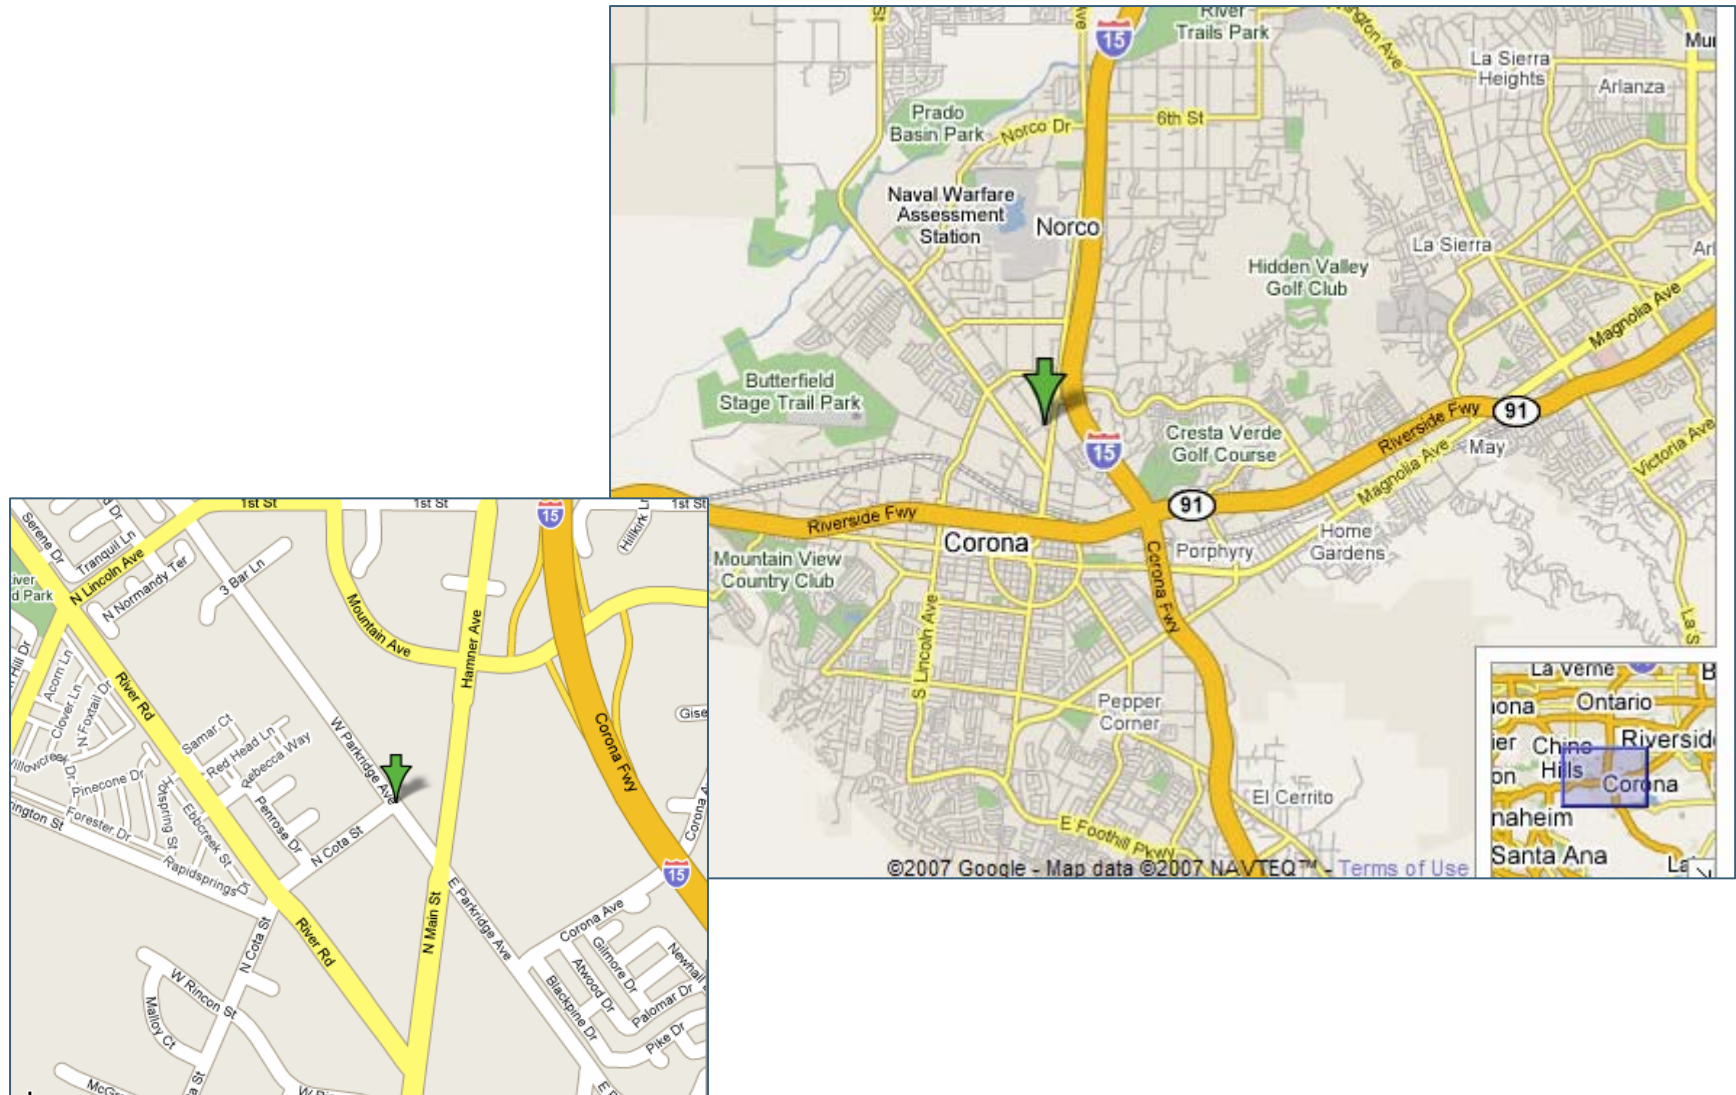 St
Ave
15
River
Trails Park
La Sierra
Heights
Arlanza
Prado
Basin Park
Norco Dr
6th St
Naval Warfare
Assessment
Station
Norco
La Sierra
Hidden Valley
Golf Club
Magnolia Ave
Butterfield
Stage Trail Park
Cresta Verde
Golf Course
15
Riverside Fwy
91
Magnolia Ave
May
Victoria Ave
91
Riverside Fwy
Corona
Porphyry
Home
Gardens
Mountain View
Country Club
Corona Fwy
S Lincoln Ave
Pepper
Corner
El Cerrito
E Foothill Pkwy
©2007 Google - Map data ©2007 NAVTEQ™ - Terms of Use
La Verne
Ontario
Chino
Hills
Corona
Santa Ana
1st St
1st St
15
1st St
Serene Dr
Tranquil Ln
N Lincoln Ave
N Normandy Ter
3 Bar Ln
Mountain Ave
Hamner Ave
Acorn Ln
Clover Ln
N Foxtail Dr
River Rd
W Parkridge Ave
Corona Fwy
Samar Ct
Red Head Ln
Rebecca Way
Pinecone Dr
Hotspring St
Ebbcreek St
Penrose Dr
N Cota St
Forester Dr
Rapidsprings Dr
15
E Parkridge Ave
N Main St
River Rd
N Cota St
Corona Ave
Gilmore Dr
Atwood Dr
Blackpine Dr
Palomar Dr
Pike Dr
W Rincon St
Malloy Ct